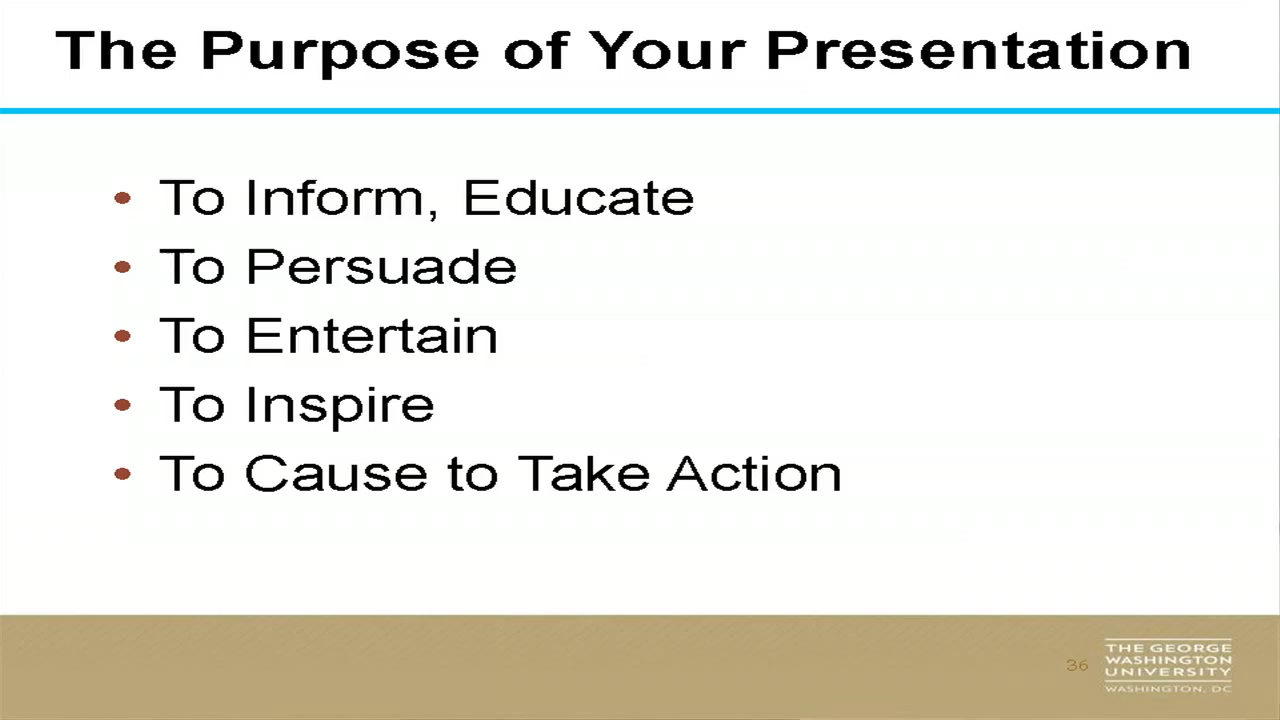 The Purpose of Your Presentation
• To Inform, Educate
• To Persuade
• To Entertain
• To Inspire
• To Cause to Take Action
36
THE GEORGE
WASHINGTON
UNIVERSITY
WASHINGTON, DC